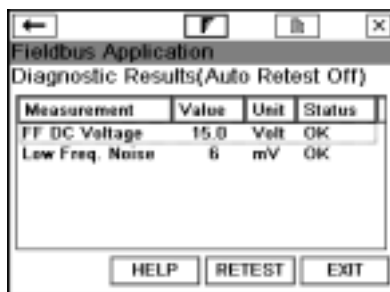 Fieldbus Application
Diagnostic Results(Auto Retest Off)
Measurement Value Unit Status
FF DC Voltage 15.0 Volt OK
Low Freq. Noise 6 mV OK
HELP RETEST EXIT